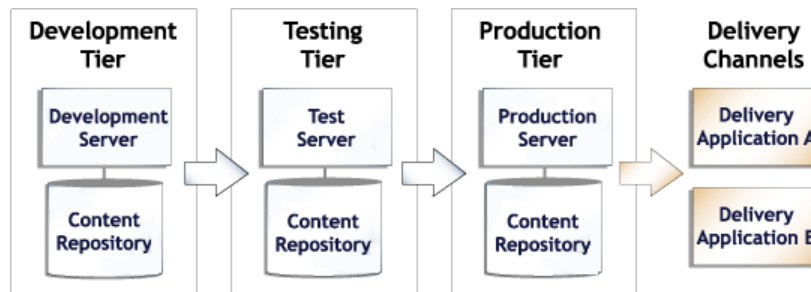 Development
Tier
Development
Server
Content
Repository
Testing
Tier
Test
Server
Content
Repository
Production
Tier
Production
Server
Content
Repository
Delivery
Channels
Delivery
Application A
Delivery
Application